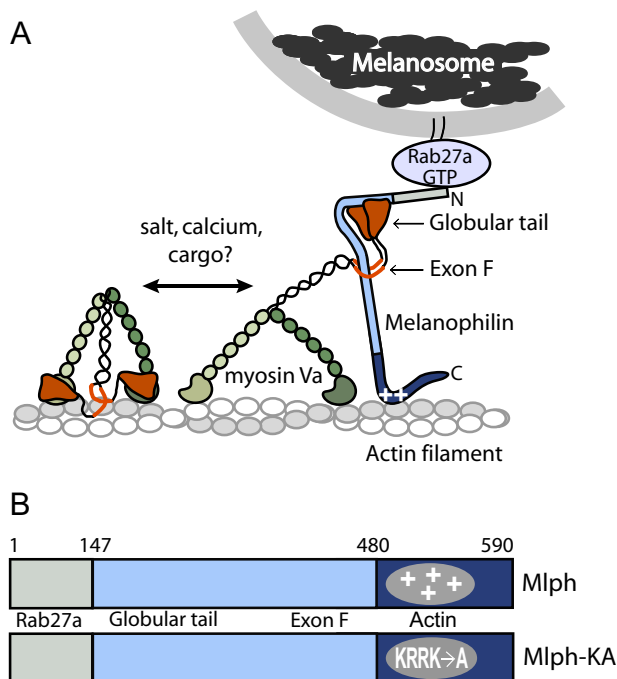 A
Melanosome
Rab27a
GTP
N
Globular tail
salt, calcium,
cargo?
Exon F
Melanophilin
myosin Va
C
++
Actin filament
B
1 147 480 590
++++ Mlph
Rab27a Globular tail Exon F Actin
KRRK→A Mlph-KA